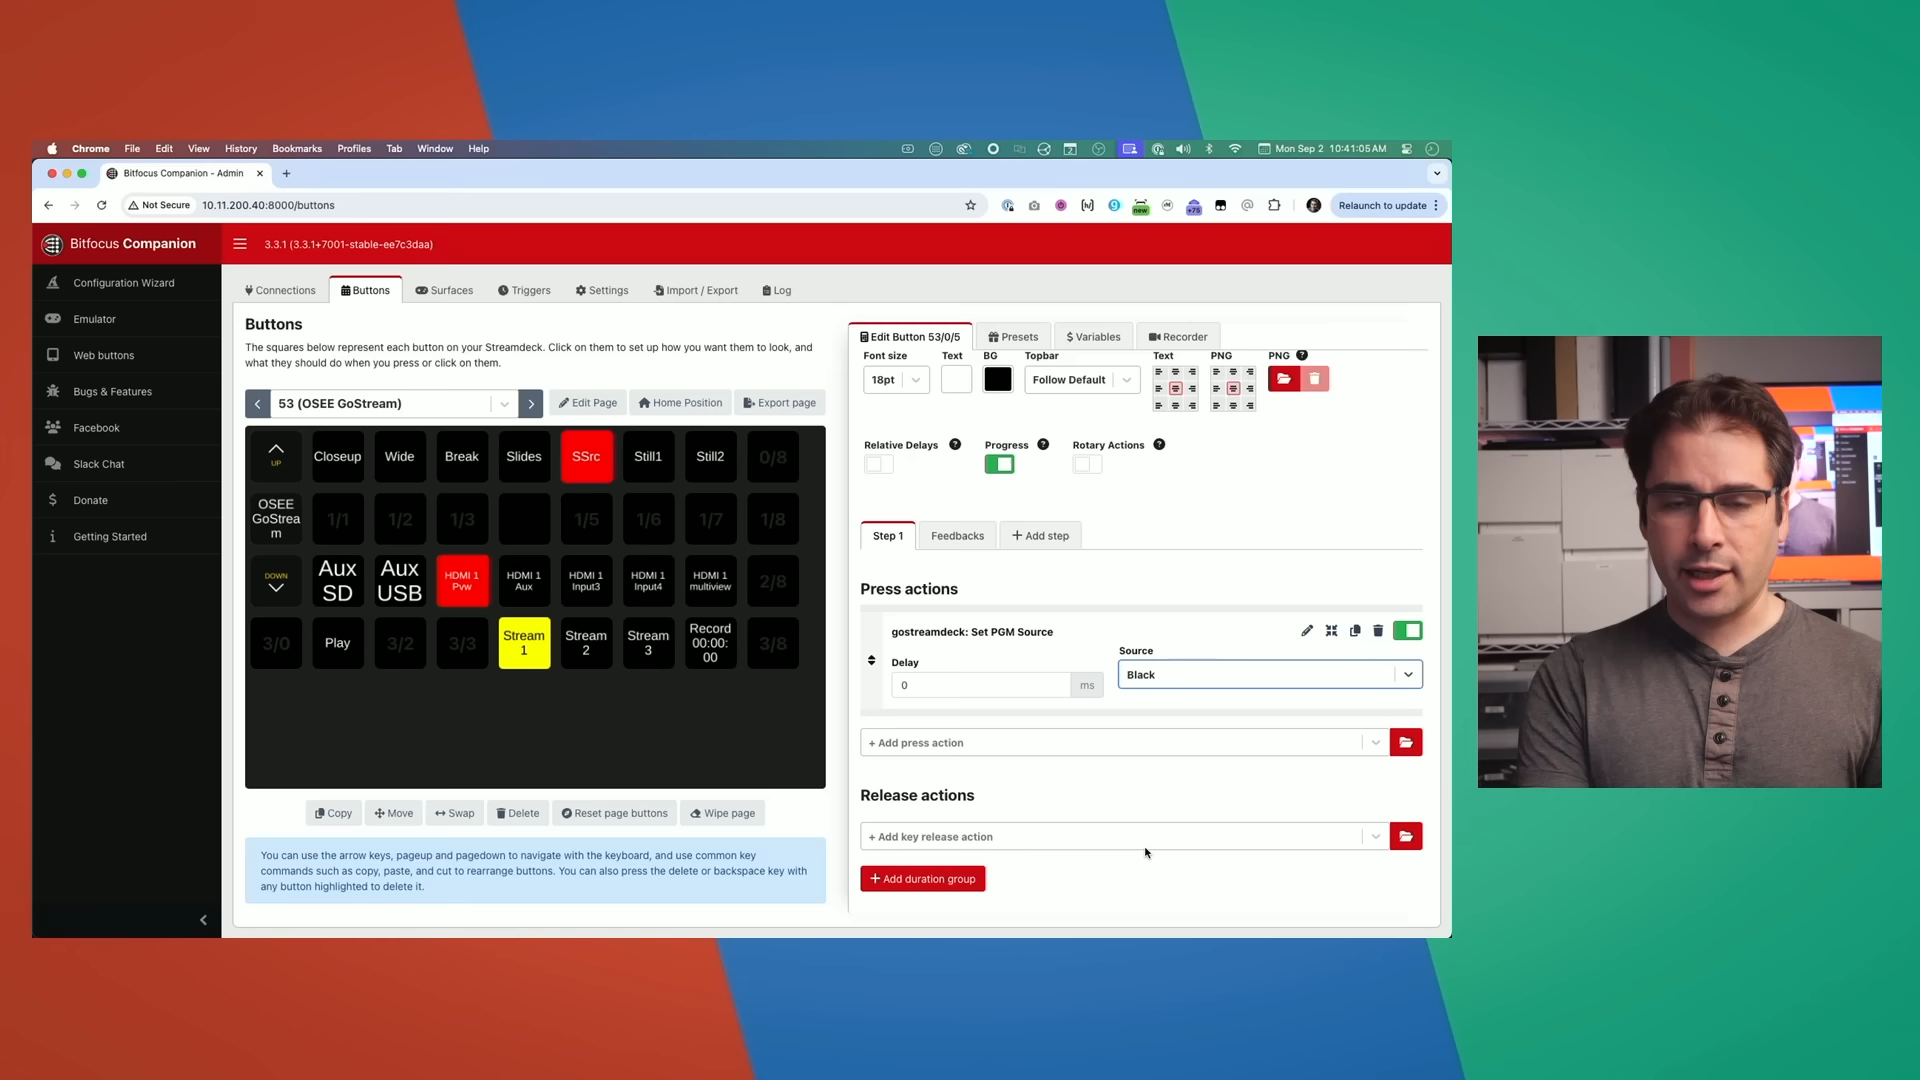 Chrome File Edit View History Bookmarks Profiles Tab Window Help
Mon Sep 2 10:41:05 AM
Bitfocus Companion - Admin
Not Secure 10.11.200.40:8000/buttons
new
+75
Relaunch to update
Bitfocus Companion
3.3.1 (3.3.1+7001-stable-ee7c3daa)
Configuration Wizard
Emulator
Web buttons
Bugs & Features
Facebook
Slack Chat
Donate
Getting Started
Connections Buttons Surfaces Triggers Settings Import / Export Log
Buttons
The squares below represent each button on your Streamdeck. Click on them to set up how you want them to look, and
what they should do when you press or click on them.
53 (OSEE GoStream)
Edit Page Home Position Export page
UP Closeup Wide Break Slides SSrc Still1 Still2 0/8
OSEE
GoStrea
m
1/1 1/2 1/3 1/5 1/6 1/7 1/8
DOWN
Aux
SD
Aux
USB
HDMI 1
Pvw
HDMI 1
Aux
HDMI 1
Input3
HDMI 1
Input4
HDMI 1
multiview
2/8
3/0 Play 3/2 3/3
Stream
1
Stream
2
Stream
3
Record
00:00:
00
3/8
Copy Move Swap Delete Reset page buttons Wipe page
You can use the arrow keys, pageup and pagedown to navigate with the keyboard, and use common key
commands such as copy, paste, and cut to rearrange buttons. You can also press the delete or backspace key with
any button highlighted to delete it.
Edit Button 53/0/5 Presets $ Variables Recorder
Font size Text BG Topbar Text PNG PNG
18pt Follow Default
Relative Delays Progress Rotary Actions
Step 1 Feedbacks + Add step
Press actions
gostreamdeck: Set PGM Source
Delay
0 ms
Source
Black
+ Add press action
Release actions
+ Add key release action
+ Add duration group